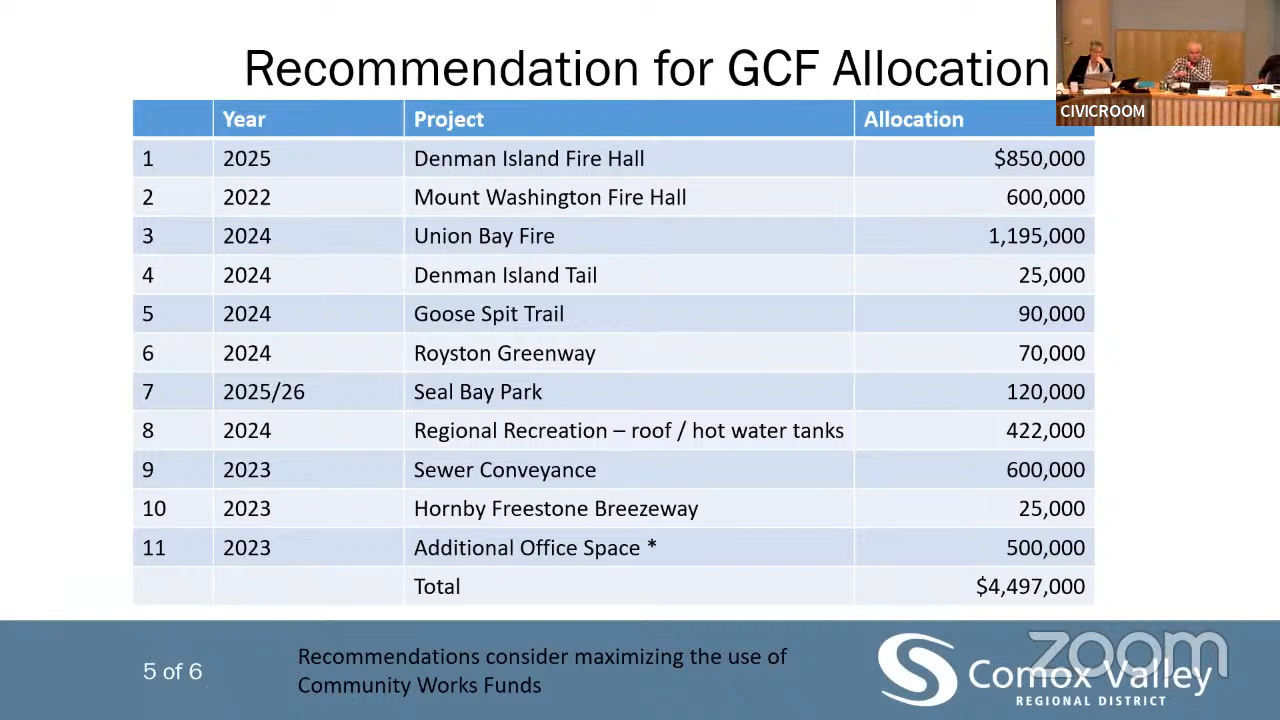 Recommendation for GCF Allocation
CIVICROOM
Year Project Allocation
1 2025 Denman Island Fire Hall $850,000
2 2022 Mount Washington Fire Hall 600,000
3 2024 Union Bay Fire 1,195,000
4 2024 Denman Island Tail 25,000
5 2024 Goose Spit Trail 90,000
6 2024 Royston Greenway 70,000
7 2025/26 Seal Bay Park 120,000
8 2024 Regional Recreation – roof / hot water tanks 422,000
9 2023 Sewer Conveyance 600,000
10 2023 Hornby Freestone Breezeway 25,000
11 2023 Additional Office Space * 500,000
Total $4,497,000
5 of 6
Recommendations consider maximizing the use of
Community Works Funds
zoom
Comox Valley
REGIONAL DISTRICT